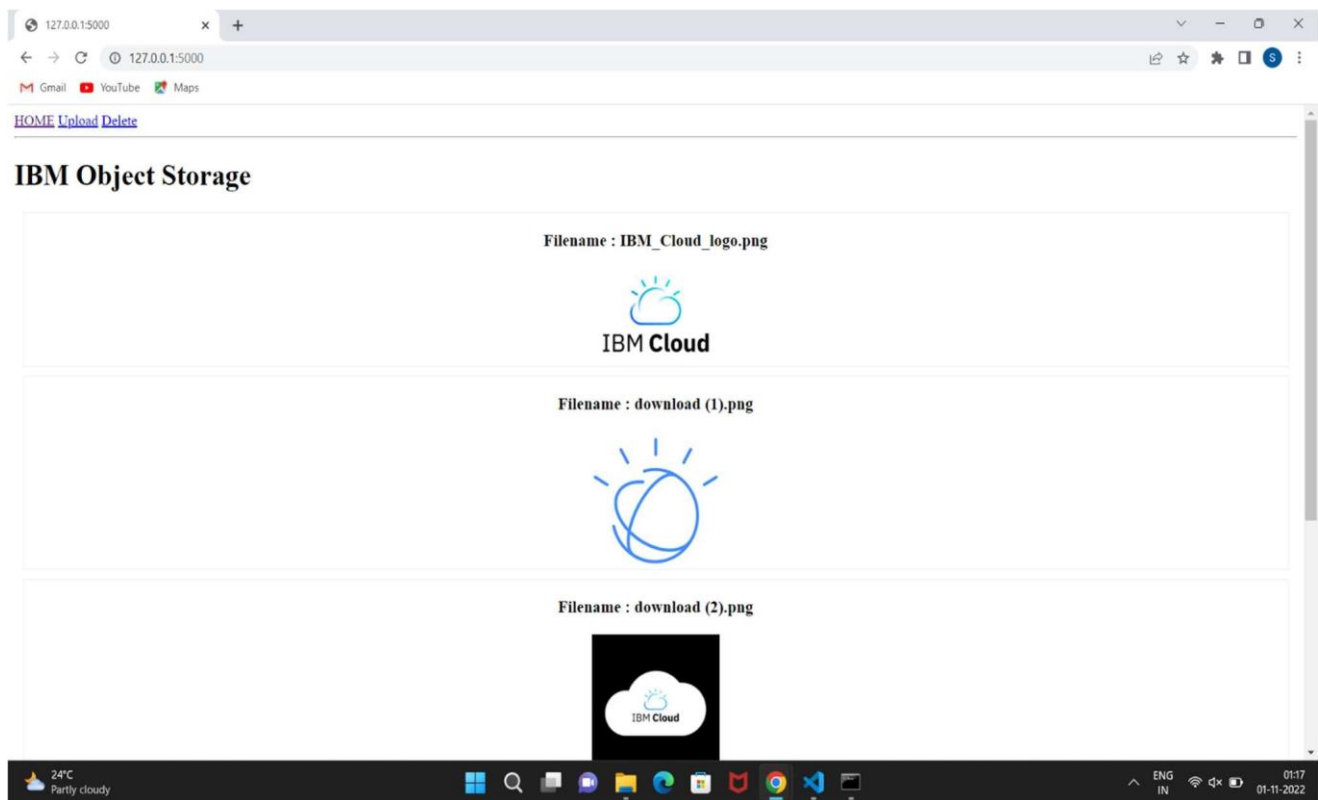 127.0.0.1:5000
127.0.0.1:5000
Gmail YouTube Maps
S
HOME Upload Delete
IBM Object Storage
Filename : IBM_Cloud_logo.png
IBM Cloud
Filename : download (1).png
Filename : download (2).png
IBM Cloud
24°C
Partly cloudy
ENG
IN
01:17
01-11-2022